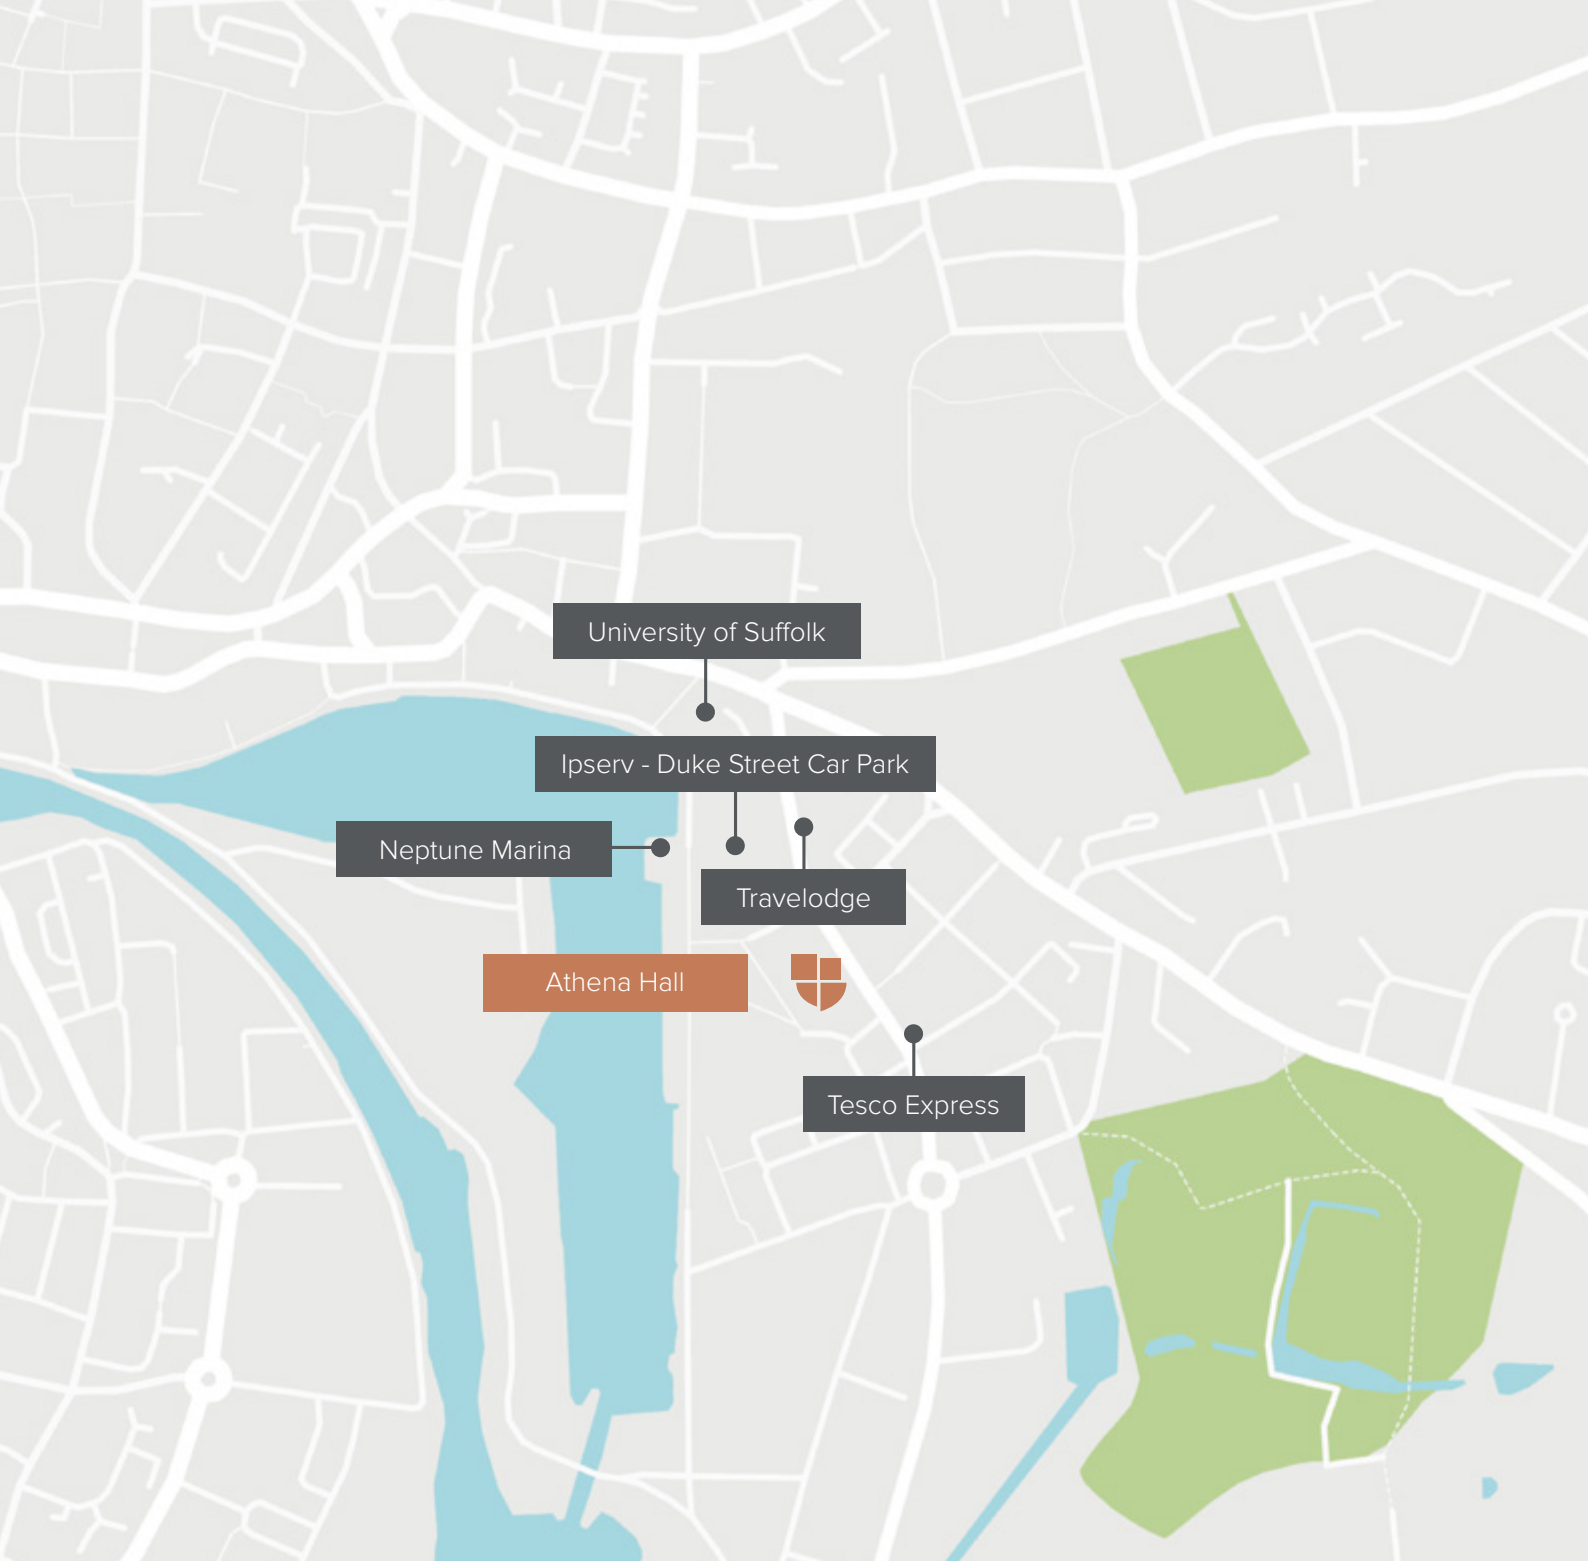 University of Suffolk
Ipserv - Duke Street Car Park
Neptune Marina
Travelodge
Athena Hall
Tesco Express